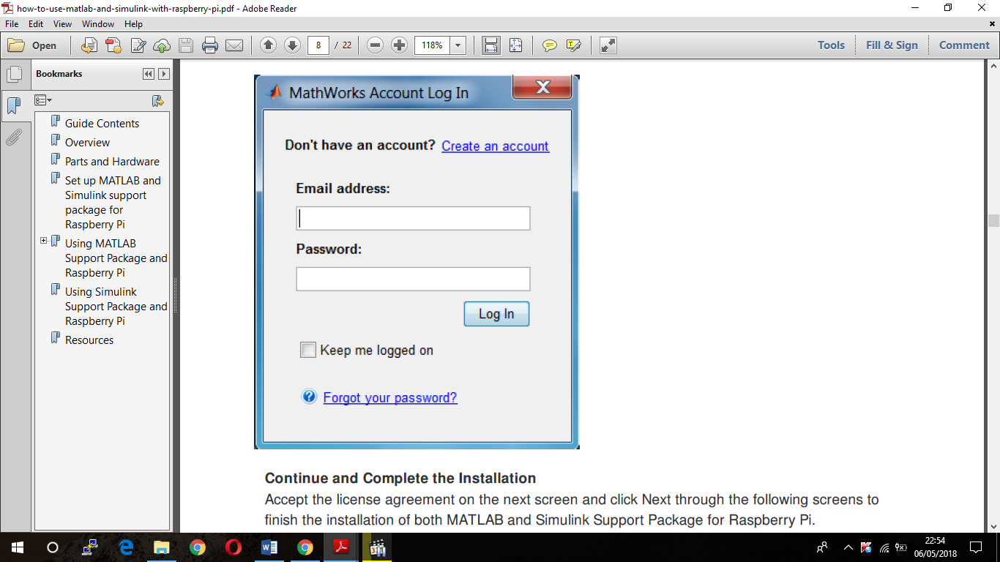 how-to-use-matlab-and-simulink-with-raspberry-pi.pdf - Adobe Reader
File Edit View Window Help
Open 8 / 22 118% Tools Fill & Sign Comment
Bookmarks
Guide Contents
Overview
Parts and Hardware
Set up MATLAB and
Simulink support
package for
Raspberry Pi
Using MATLAB
Support Package and
Raspberry Pi
Using Simulink
Support Package and
Raspberry Pi
Resources
MathWorks Account Log In
Don't have an account? Create an account
Email address:
Password:
Log In
Keep me logged on
Forgot your password?
Continue and Complete the Installation
Accept the license agreement on the next screen and click Next through the following screens to
finish the installation of both MATLAB and Simulink Support Package for Raspberry Pi.
22:54
06/05/2018